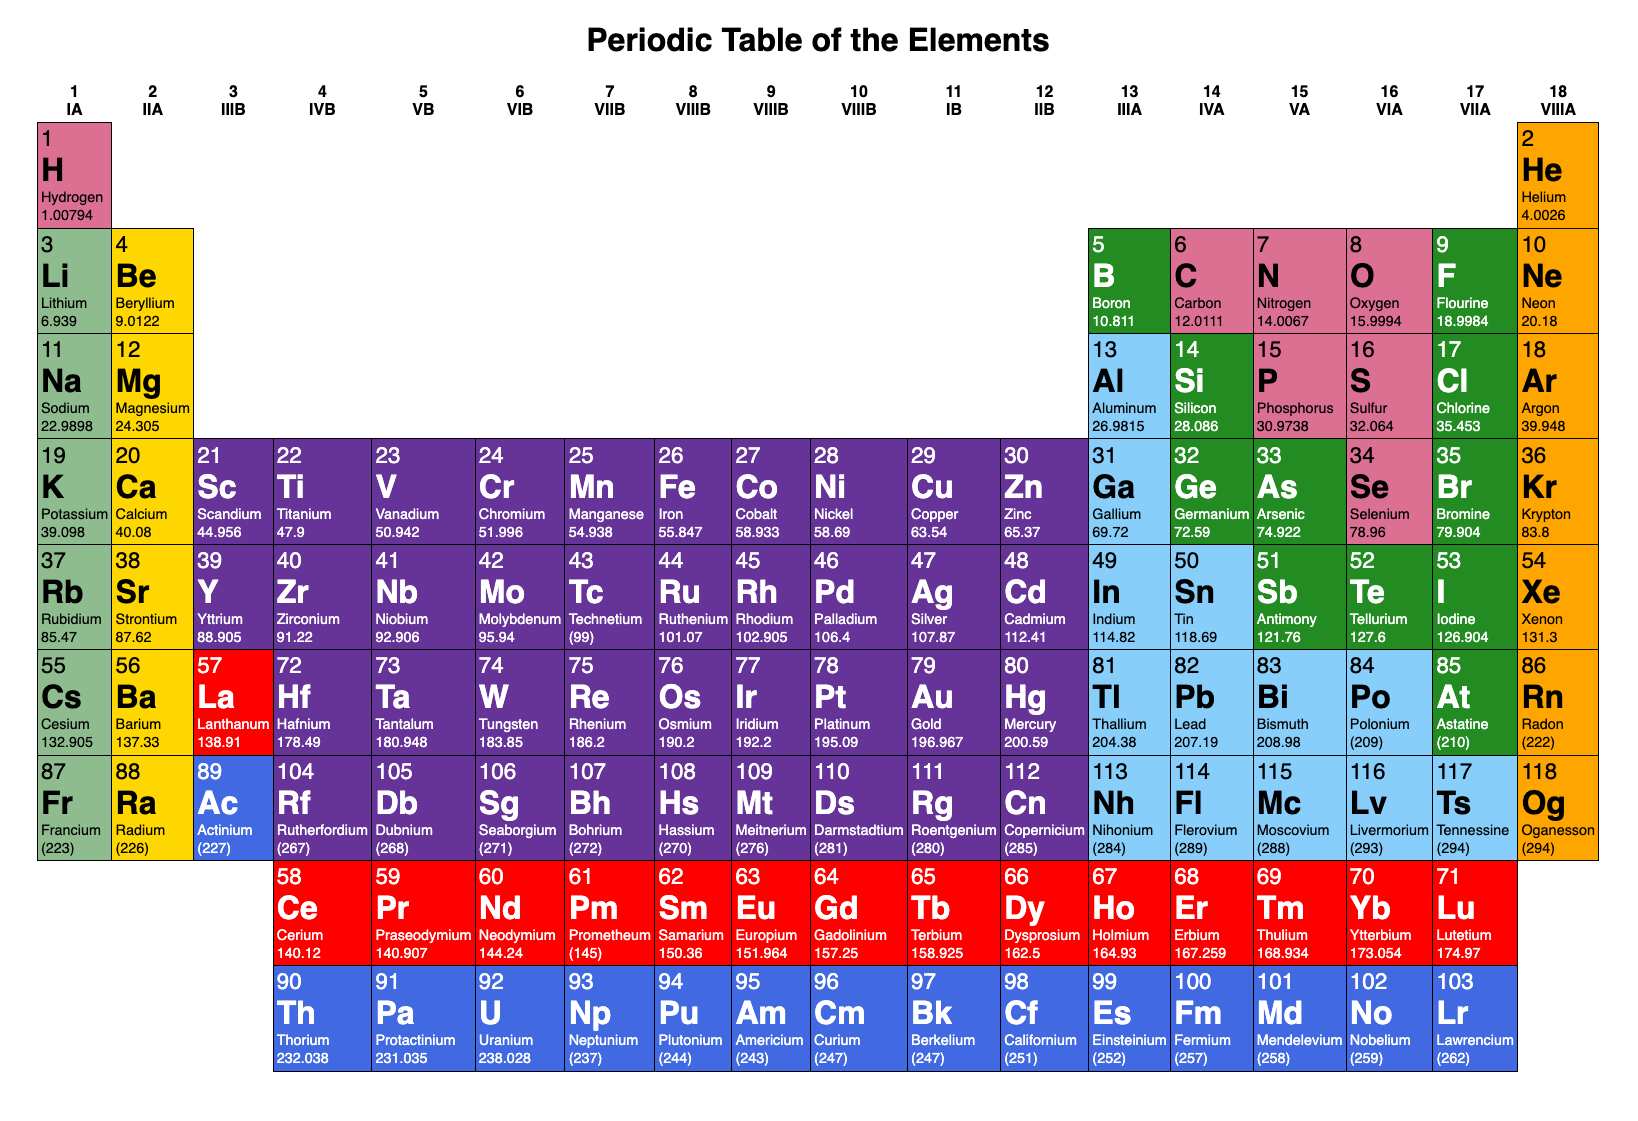 Periodic Table of the Elements
1 2 3 4 5 6 7 8 9 10 11 12 13 14 15 16 17 18
IA IIA IIIB IVB VB VIB VIIB VIIIB VIIIB VIIIB IB IIB IIIA IVA VA VIA VIIA VIIIA
1 2
H He
Hydrogen Helium
1.00794 4.0026
3 4 5 6 7 8 9 10
Li Be B C N O F Ne
Lithium Beryllium Boron Carbon Nitrogen Oxygen Flourine Neon
6.939 9.0122 10.811 12.0111 14.0067 15.9994 18.9984 20.18
11 12 13 14 15 16 17 18
Na Mg Al Si P S Cl Ar
Sodium Magnesium Aluminum Silicon Phosphorus Sulfur Chlorine Argon
22.9898 24.305 26.9815 28.086 30.9738 32.064 35.453 39.948
19 20 21 22 23 24 25 26 27 28 29 30 31 32 33 34 35 36
K Ca Sc Ti V Cr Mn Fe Co Ni Cu Zn Ga Ge As Se Br Kr
Potassium Calcium Scandium Titanium Vanadium Chromium Manganese Iron Cobalt Nickel Copper Zinc Gallium Germanium Arsenic Selenium Bromine Krypton
39.098 40.08 44.956 47.9 50.942 51.996 54.938 55.847 58.933 58.69 63.54 65.37 69.72 72.59 74.922 78.96 79.904 83.8
37 38 39 40 41 42 43 44 45 46 47 48 49 50 51 52 53 54
Rb Sr Y Zr Nb Mo Tc Ru Rh Pd Ag Cd In Sn Sb Te I Xe
Rubidium Strontium Yttrium Zirconium Niobium Molybdenum Technetium Ruthenium Rhodium Palladium Silver Cadmium Indium Tin Antimony Tellurium Iodine Xenon
85.47 87.62 88.905 91.22 92.906 95.94 (99) 101.07 102.905 106.4 107.87 112.41 114.82 118.69 121.76 127.6 126.904 131.3
55 56 57 72 73 74 75 76 77 78 79 80 81 82 83 84 85 86
Cs Ba La Hf Ta W Re Os Ir Pt Au Hg Tl Pb Bi Po At Rn
Cesium Barium Lanthanum Hafnium Tantalum Tungsten Rhenium Osmium Iridium Platinum Gold Mercury Thallium Lead Bismuth Polonium Astatine Radon
132.905 137.33 138.91 178.49 180.948 183.85 186.2 190.2 192.2 195.09 196.967 200.59 204.38 207.19 208.98 (209) (210) (222)
87 88 89 104 105 106 107 108 109 110 111 112 113 114 115 116 117 118
Fr Ra Ac Rf Db Sg Bh Hs Mt Ds Rg Cn Nh Fl Mc Lv Ts Og
Francium Radium Actinium Rutherfordium Dubnium Seaborgium Bohrium Hassium Meitnerium Darmstadtium Roentgenium Copernicium Nihonium Flerovium Moscovium Livermorium Tennessine Oganesson
(223) (226) (227) (267) (268) (271) (272) (270) (276) (281) (280) (285) (284) (289) (288) (293) (294) (294)
58 59 60 61 62 63 64 65 66 67 68 69 70 71
Ce Pr Nd Pm Sm Eu Gd Tb Dy Ho Er Tm Yb Lu
Cerium Praseodymium Neodymium Prometheum Samarium Europium Gadolinium Terbium Dysprosium Holmium Erbium Thulium Ytterbium Lutetium
140.12 140.907 144.24 (145) 150.36 151.964 157.25 158.925 162.5 164.93 167.259 168.934 173.054 174.97
90 91 92 93 94 95 96 97 98 99 100 101 102 103
Th Pa U Np Pu Am Cm Bk Cf Es Fm Md No Lr
Thorium Protactinium Uranium Neptunium Plutonium Americium Curium Berkelium Californium Einsteinium Fermium Mendelevium Nobelium Lawrencium
232.038 231.035 238.028 (237) (244) (243) (247) (247) (251) (252) (257) (258) (259) (262)